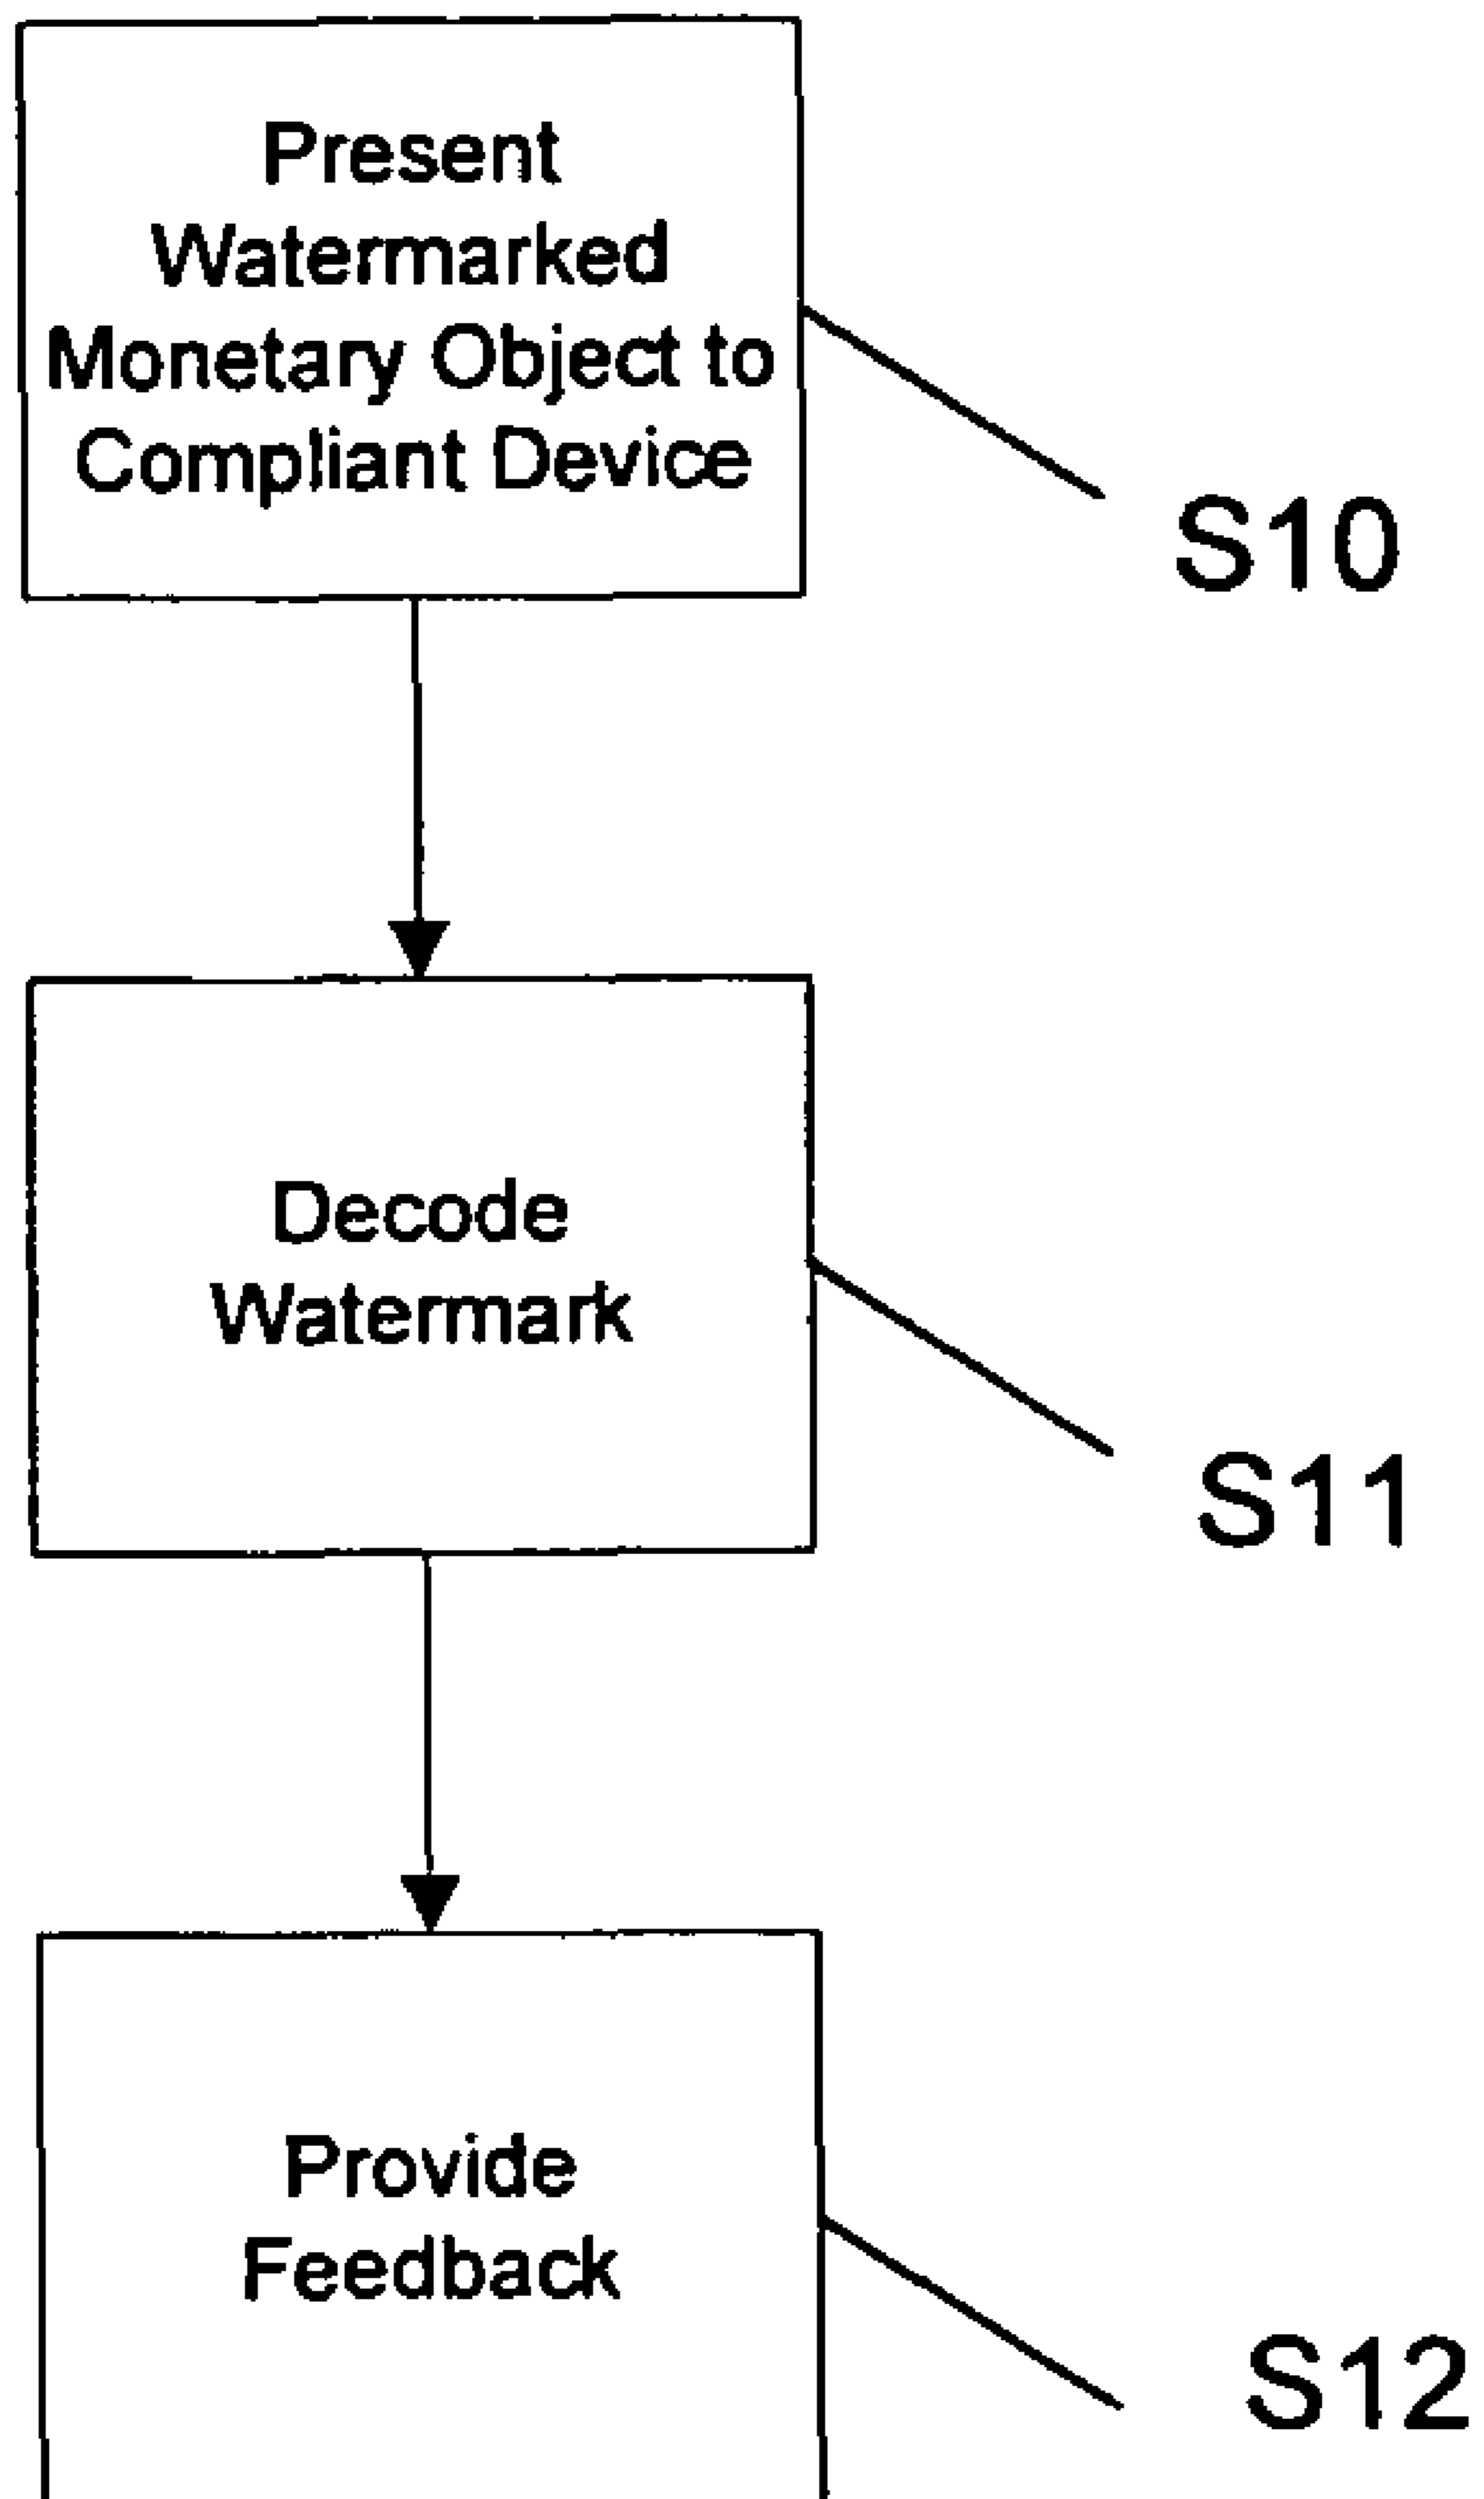 Present
Watermarked
Monetary Object to
Compliant Device
S10
Decode
Watermark
S11
Provide
Feedback
S12